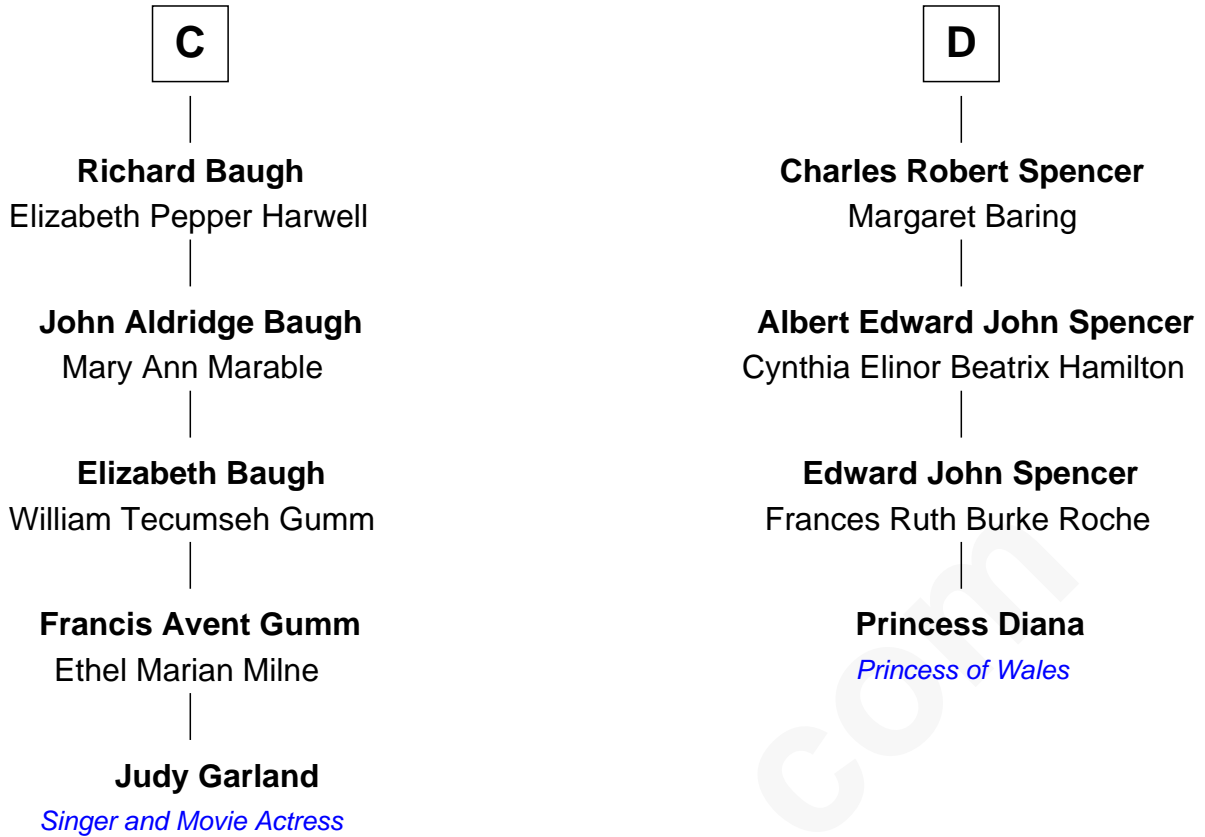 C
Richard Baugh
Elizabeth Pepper Harwell
John Aldridge Baugh
Mary Ann Marable
Elizabeth Baugh
William Tecumseh Gumm
Francis Avent Gumm
Ethel Marian Milne
Judy Garland
Singer and Movie Actress
D
Charles Robert Spencer
Margaret Baring
Albert Edward John Spencer
Cynthia Elinor Beatrix Hamilton
Edward John Spencer
Frances Ruth Burke Roche
Princess Diana
Princess of Wales
com